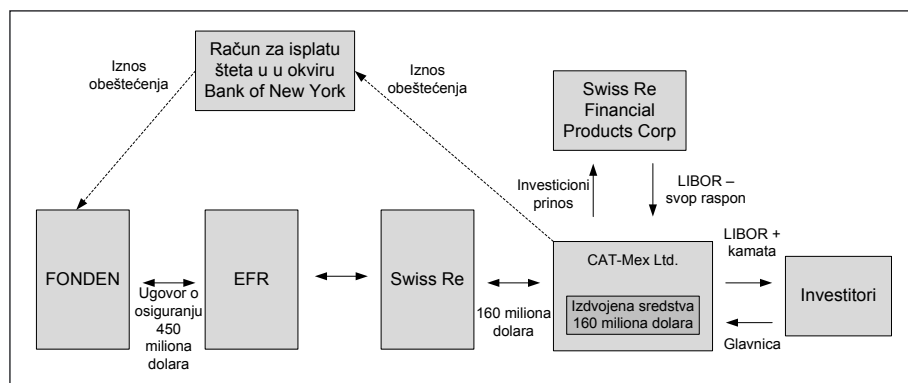 Račun za isplatu
šteta u u okviru
Bank of New York
Iznos
obeštećenja
Iznos
obeštećenja
Swiss Re
Financial
Products Corp
Investicioni
prinos
LIBOR –
svop raspon
FONDEN
Ugovor o
osiguranju
450
miliona
dolara
EFR
Swiss Re
160 miliona
dolara
CAT-Mex Ltd.
Izdvojena sredstva
160 miliona dolara
LIBOR +
kamata
Glavnica
Investitori